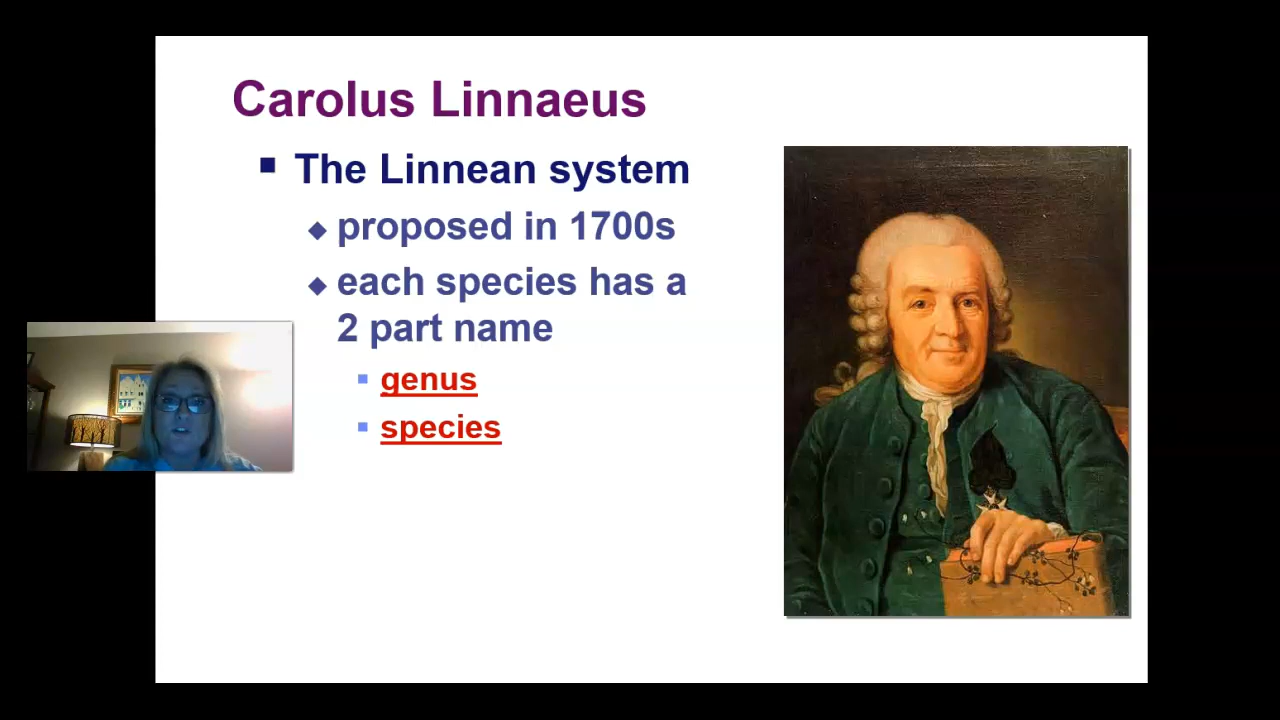 Carolus Linnaeus
The Linnean system
proposed in 1700s
each species has a
2 part name
genus
species